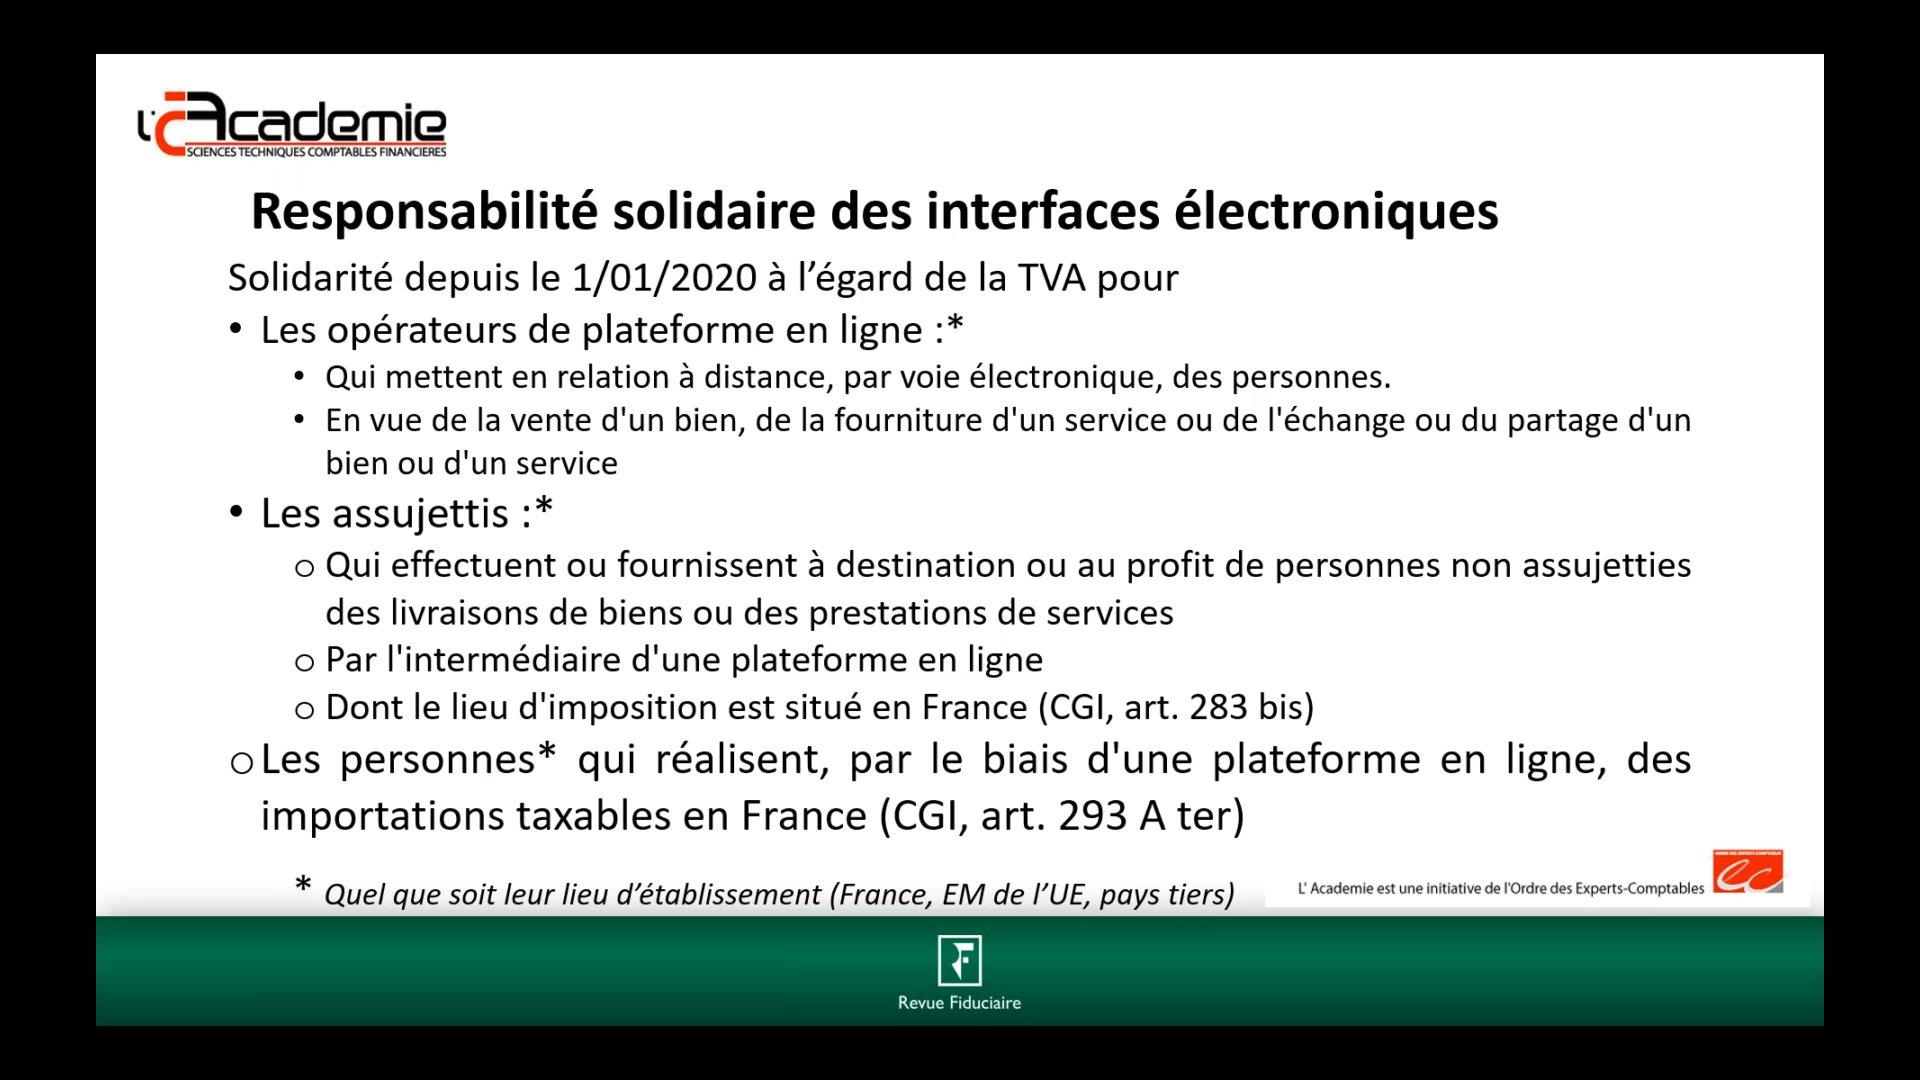 L'Academie
SCIENCES TECHNIQUES COMPTABLES FINANCIERES
Responsabilité solidaire des interfaces électroniques
Solidarité depuis le 1/01/2020 à l’égard de la TVA pour
• Les opérateurs de plateforme en ligne :*
• Qui mettent en relation à distance, par voie électronique, des personnes.
• En vue de la vente d'un bien, de la fourniture d'un service ou de l'échange ou du partage d'un
bien ou d'un service
• Les assujettis :*
o Qui effectuent ou fournissent à destination ou au profit de personnes non assujetties
des livraisons de biens ou des prestations de services
o Par l'intermédiaire d'une plateforme en ligne
o Dont le lieu d'imposition est situé en France (CGI, art. 283 bis)
o Les personnes* qui réalisent, par le biais d'une plateforme en ligne, des
importations taxables en France (CGI, art. 293 A ter)
* Quel que soit leur lieu d’établissement (France, EM de l’UE, pays tiers)
L' Academie est une initiative de l'Ordre des Experts-Comptables
ORDRE DES EXPERTS-COMPTABLES
ec
F
Revue Fiduciaire